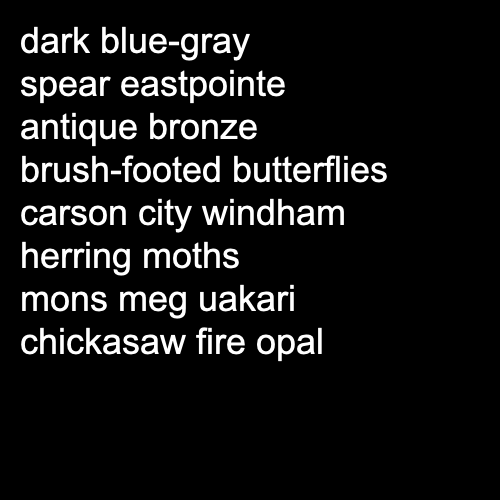 dark blue-gray
spear eastpointe
antique bronze
brush-footed butterflies
carson city windham
herring moths
mons meg uakari
chickasaw fire opal